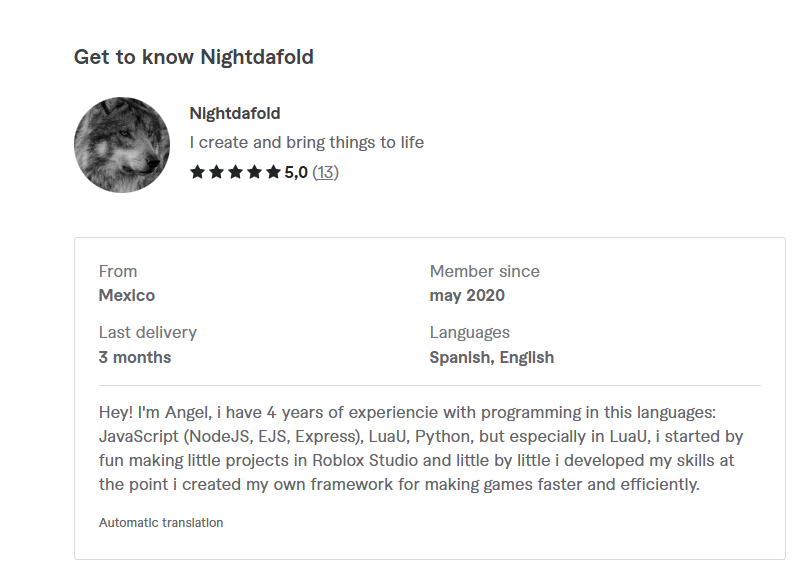 Get to know Nightdafold
Nightdafold
I create and bring things to life
5,0 (13)
From
Mexico
Member since
may 2020
Last delivery
3 months
Languages
Spanish, English
Hey! I'm Angel, i have 4 years of experiencie with programming in this languages:
JavaScript (NodeJS, EJS, Express), LuaU, Python, but especially in LuaU, i started by
fun making little projects in Roblox Studio and little by little i developed my skills at
the point i created my own framework for making games faster and efficiently.
Automatic translation